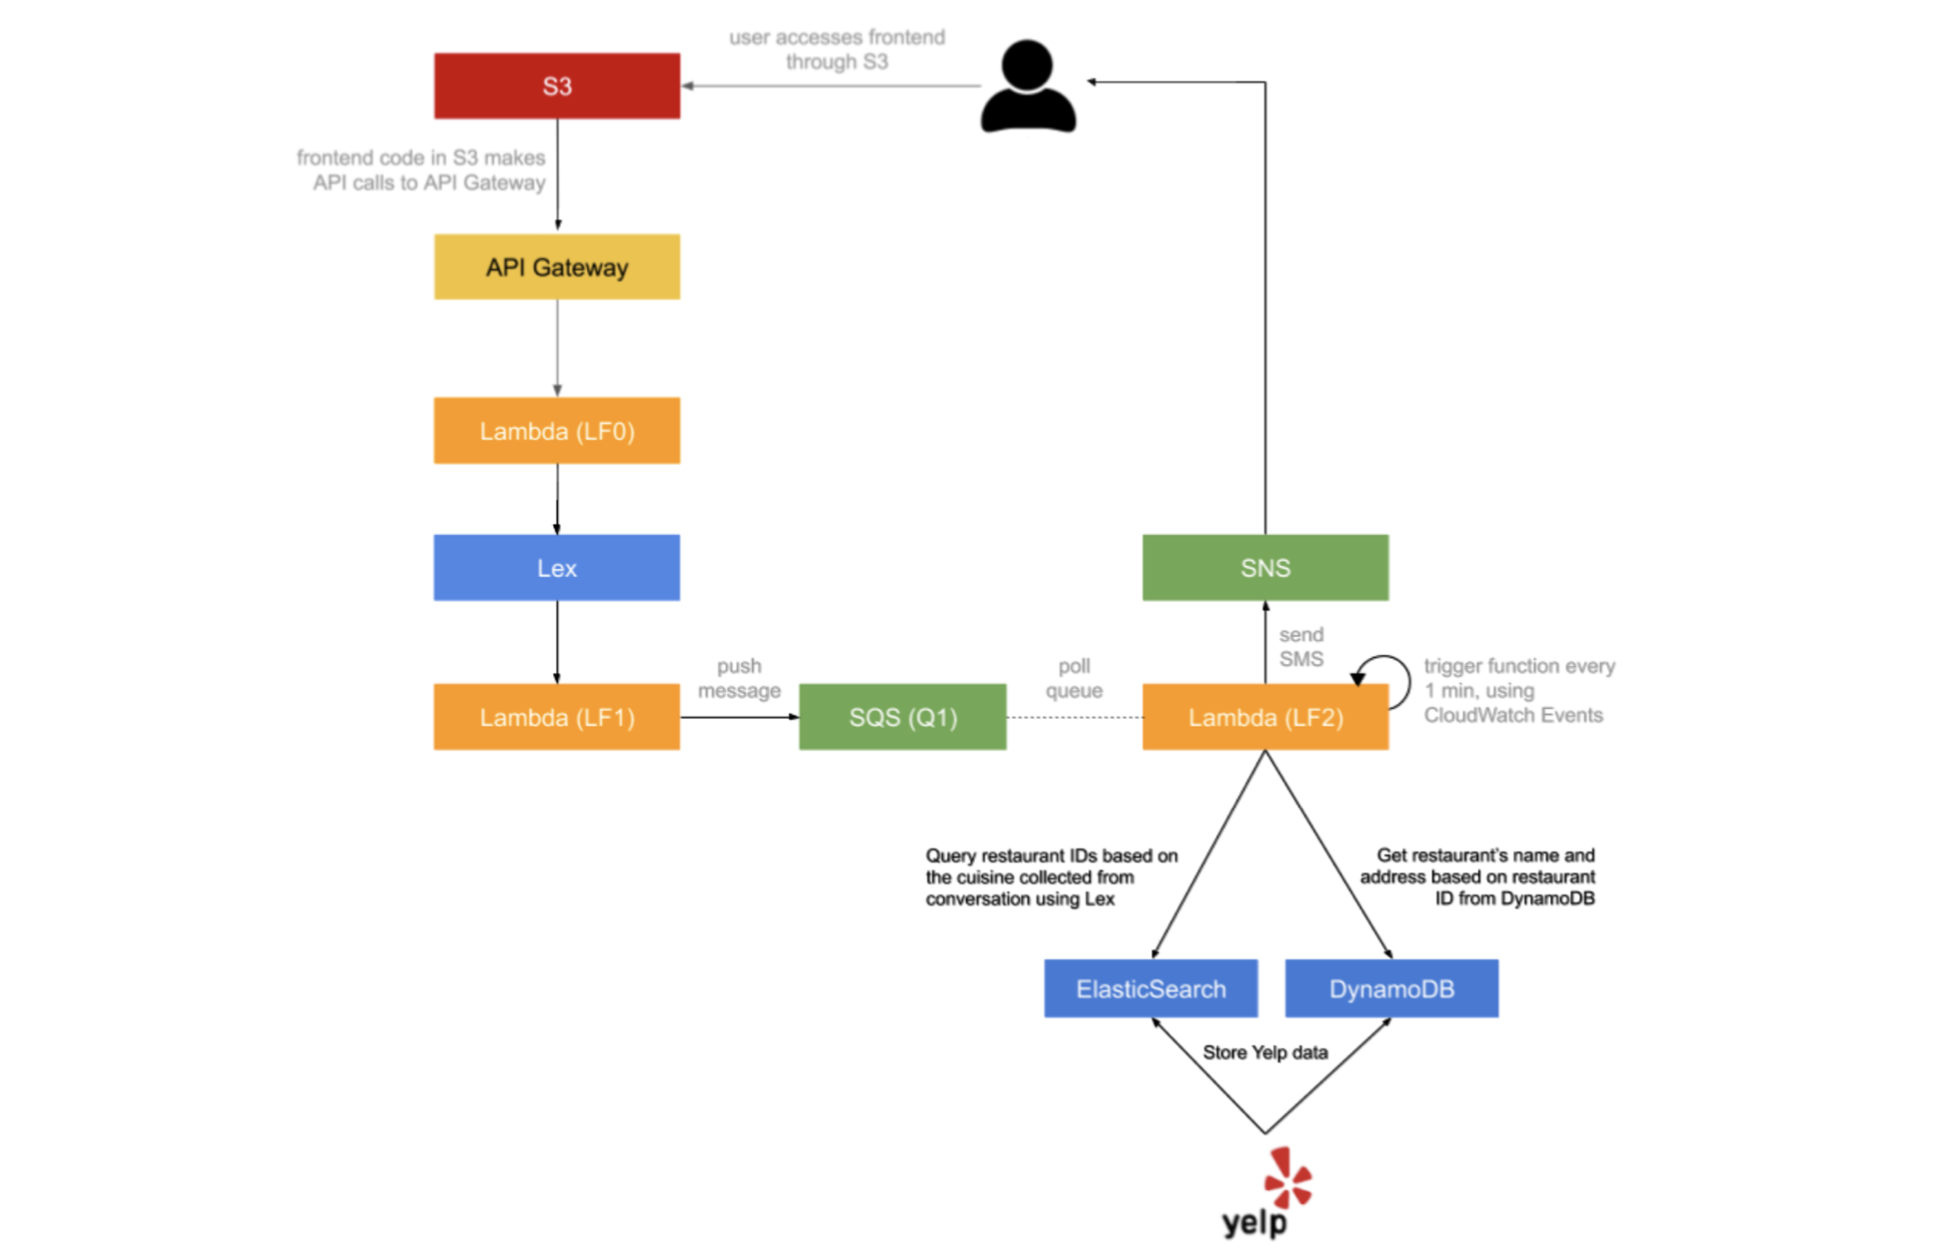 user accesses frontend
through S3
S3
frontend code in S3 makes
API calls to API Gateway
API Gateway
Lambda (LF0)
Lex
SNS
send
SMS
push
message
poll
queue
trigger function every
1 min, using
CloudWatch Events
Lambda (LF1)
SQS (Q1)
Lambda (LF2)
Query restaurant IDs based on
the cuisine collected from
conversation using Lex
Get restaurant's name and
address based on restaurant
ID from DynamoDB
ElasticSearch
DynamoDB
Store Yelp data
yelp